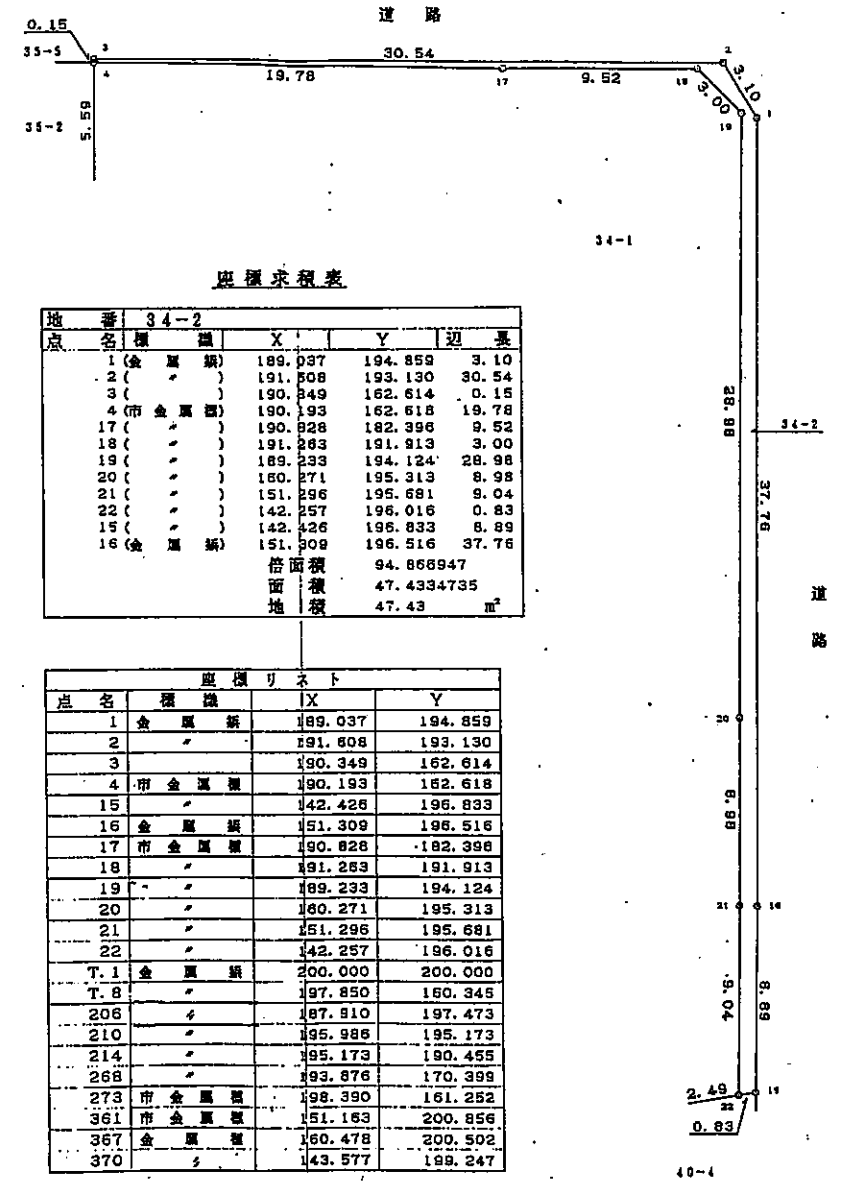 道 路
0.15
35-5
3
30.54
2
4
19.78
17
9.52
18
3.00
3.10
19
1
5.59
35-2
34-1
座標求積表
地 番 34-2
点 名 標 識 X Y 辺 長
1 (金 属 鋲) 189.037 194.859 3.10
2 ( 〃 ) 191.608 193.130 30.54
3 ( ) 190.349 162.614 0.15
4 (市 金 属 標) 190.193 162.618 19.78
17 ( 〃 ) 190.828 182.396 9.52
18 ( 〃 ) 191.263 191.913 3.00
19 ( 〃 ) 189.233 194.124 28.98
20 ( 〃 ) 160.271 195.313 8.98
21 ( 〃 ) 151.296 195.681 9.04
22 ( 〃 ) 142.257 196.016 0.83
15 ( 〃 ) 142.426 196.833 8.89
16 (金 属 鋲) 151.309 196.516 37.76
倍面積 94.866947
面 積 47.4334735
地 積 47.43 m²
28.98
34-2
37.76
道 路
座 標 リ ス ト
点 名 標 識 X Y
1 金 属 鋲 189.037 194.859
2 〃 191.608 193.130
3 190.349 162.614
4 市 金 属 標 190.193 162.618
15 〃 142.426 196.833
16 金 属 鋲 151.309 196.516
17 市 金 属 標 190.828 182.396
18 〃 191.263 191.913
19 〃 189.233 194.124
20 〃 160.271 195.313
21 〃 151.296 195.681
22 〃 142.257 196.016
T.1 金 属 鋲 200.000 200.000
T.8 〃 197.850 160.345
206 〃 187.910 197.473
210 〃 195.986 195.173
214 〃 195.173 190.455
268 〃 193.876 170.399
273 市 金 属 標 198.390 161.252
361 市 金 属 標 151.163 200.856
367 金 属 標 160.478 200.502
370 〃 143.577 199.247
20
8.98
21
16
9.04
8.89
2.49
22
15
0.83
40-4